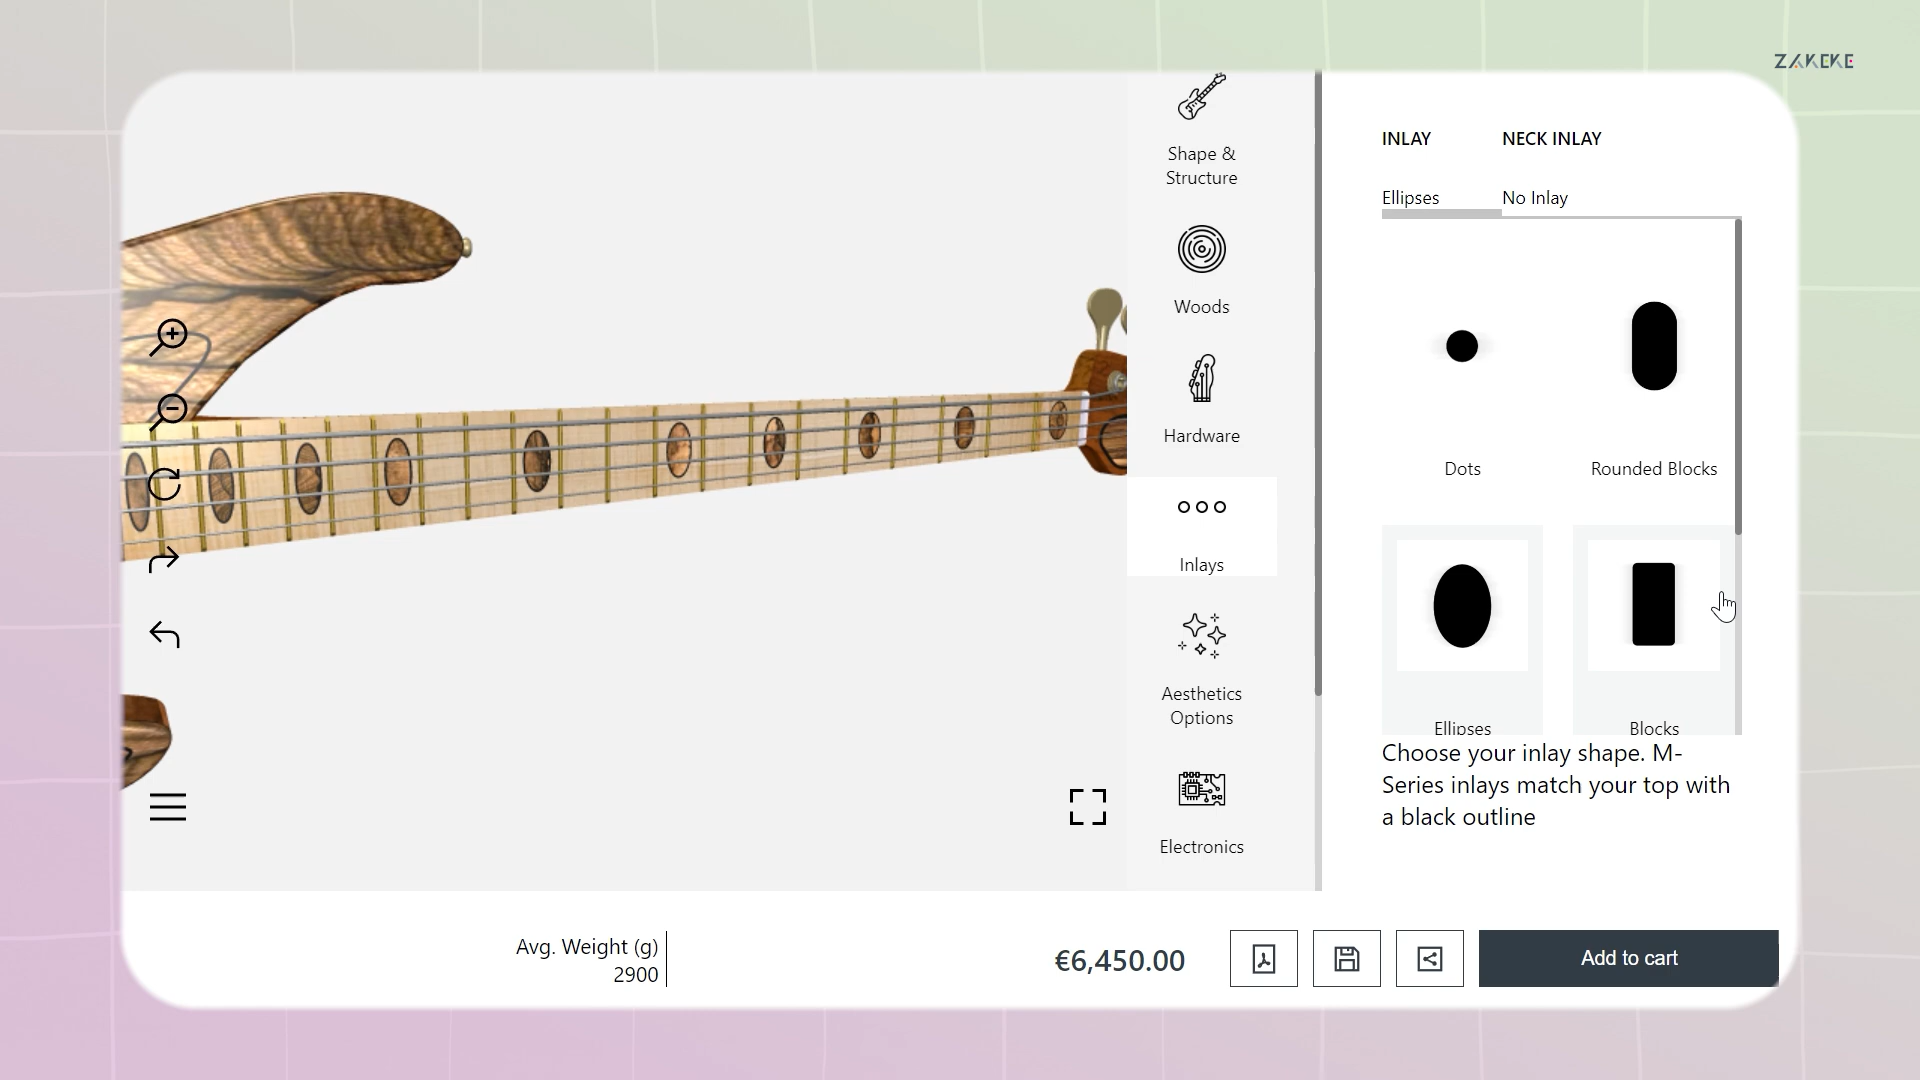 ZAKEKE
Shape &
Structure
Woods
Hardware
Inlays
Aesthetics
Options
Electronics
INLAY
NECK INLAY
Ellipses
No Inlay
Dots
Rounded Blocks
Ellipses
Blocks
Choose your inlay shape. M-
Series inlays match your top with
a black outline
Avg. Weight (g)
2900
€6,450.00
Add to cart